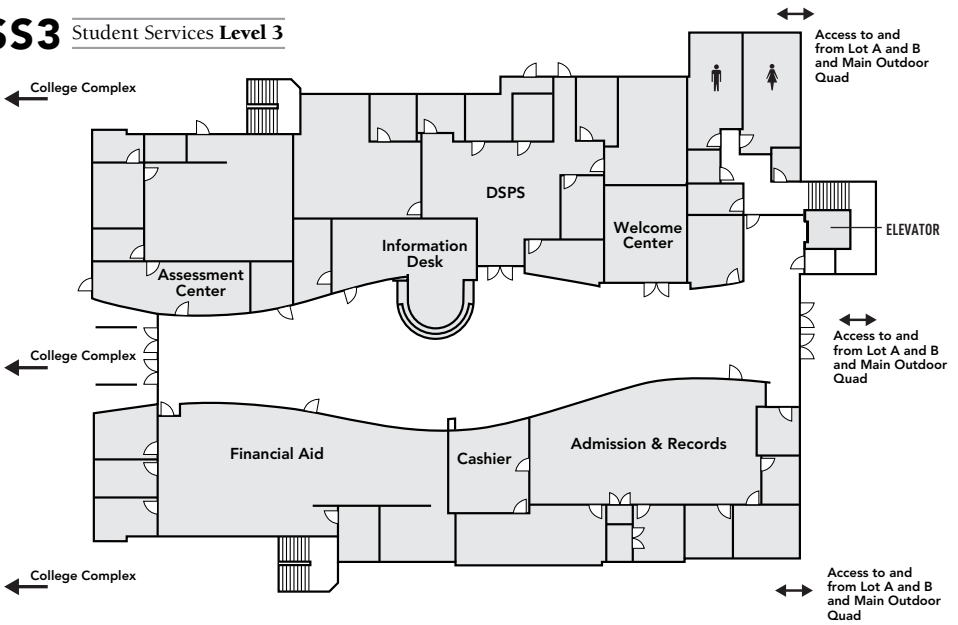 SS3 Student Services Level 3
Access to and
from Lot A and B
and Main Outdoor
Quad
College Complex
DSPS
Welcome
Center
ELEVATOR
Information
Desk
Assessment
Center
College Complex
Access to and
from Lot A and B
and Main Outdoor
Quad
Financial Aid
Cashier
Admission & Records
College Complex
Access to and
from Lot A and B
and Main Outdoor
Quad